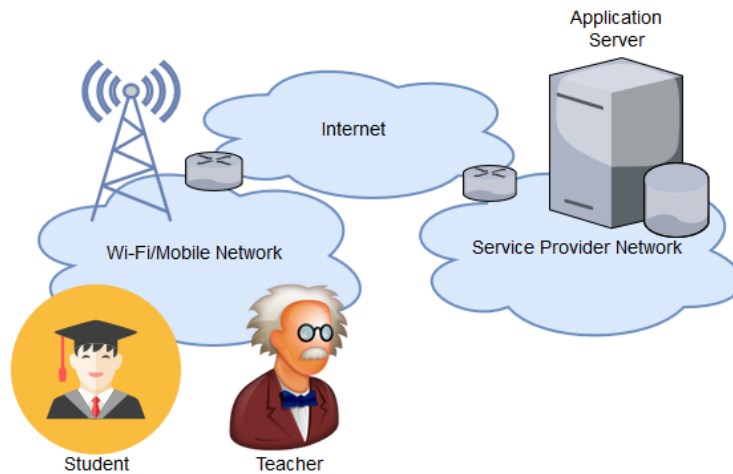 Application
Server
Internet
Wi-Fi/Mobile Network
Service Provider Network
Student
Teacher